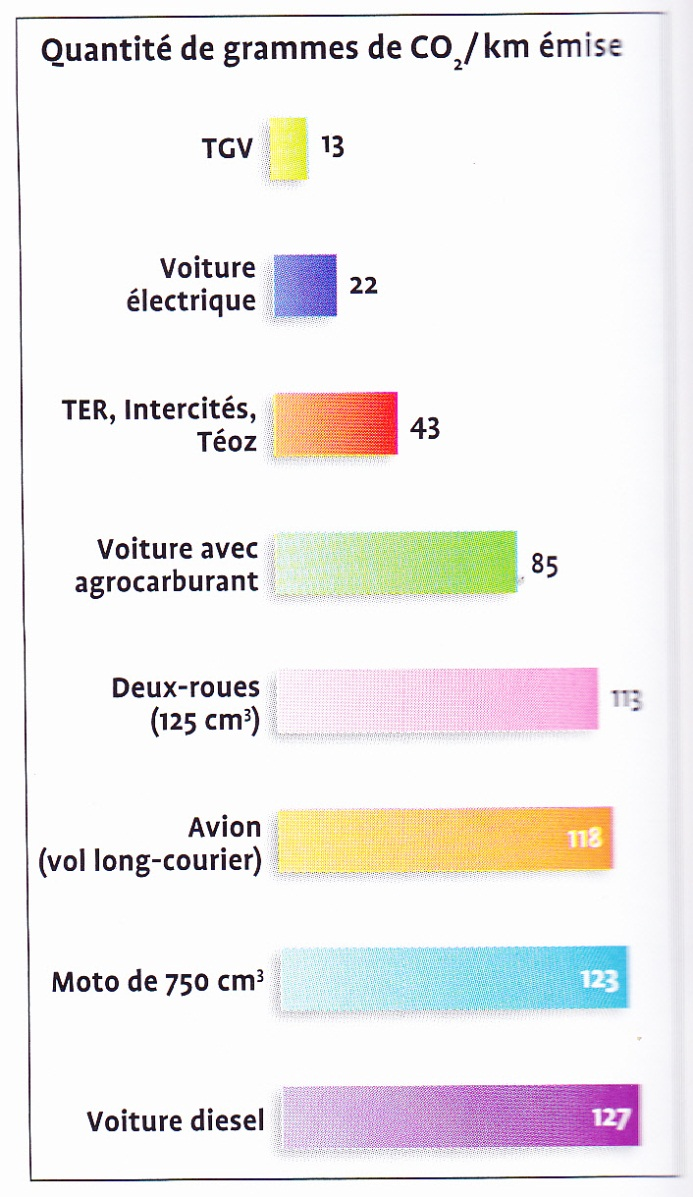 Quantité de grammes de CO₂/km émise
TGV 13
Voiture
électrique 22
TER, Intercités,
Téoz 43
Voiture avec
agrocarburant 85
Deux-roues
(125 cm³) 113
Avion
(vol long-courier) 118
Moto de 750 cm³ 123
Voiture diesel 127